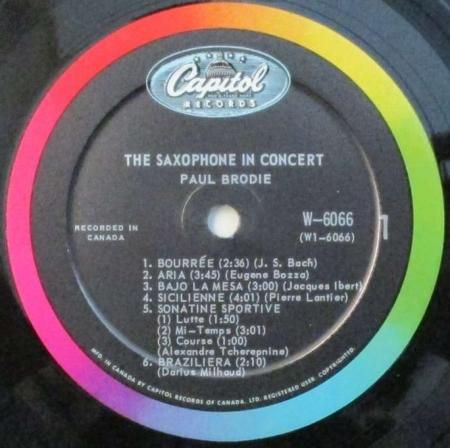 Capitol
RECORDS
THE SAXOPHONE IN CONCERT
PAUL BRODIE
RECORDED IN
CANADA
W-6066
(W1-6066)
1
1. BOURRÉE (2:36) (J. S. Bach)
2. ARIA (3:45) (Eugene Bozza)
3. BAJO LA MESA (3:00) (Jacques Ibert)
4. SICILIENNE (4:01) (Pierre Lantier)
5. SONATINE SPORTIVE
(1) Lutte (1:50)
(2) Mi-Temps (3:01)
(3) Course (1:00)
(Alexandre Tcherepnine)
6. BRAZILIERA (2:10)
(Darius Milhaud)
MFD. IN CANADA BY CAPITOL RECORDS OF CANADA. LTD. REGISTERED USER. COPYRIGHTED.